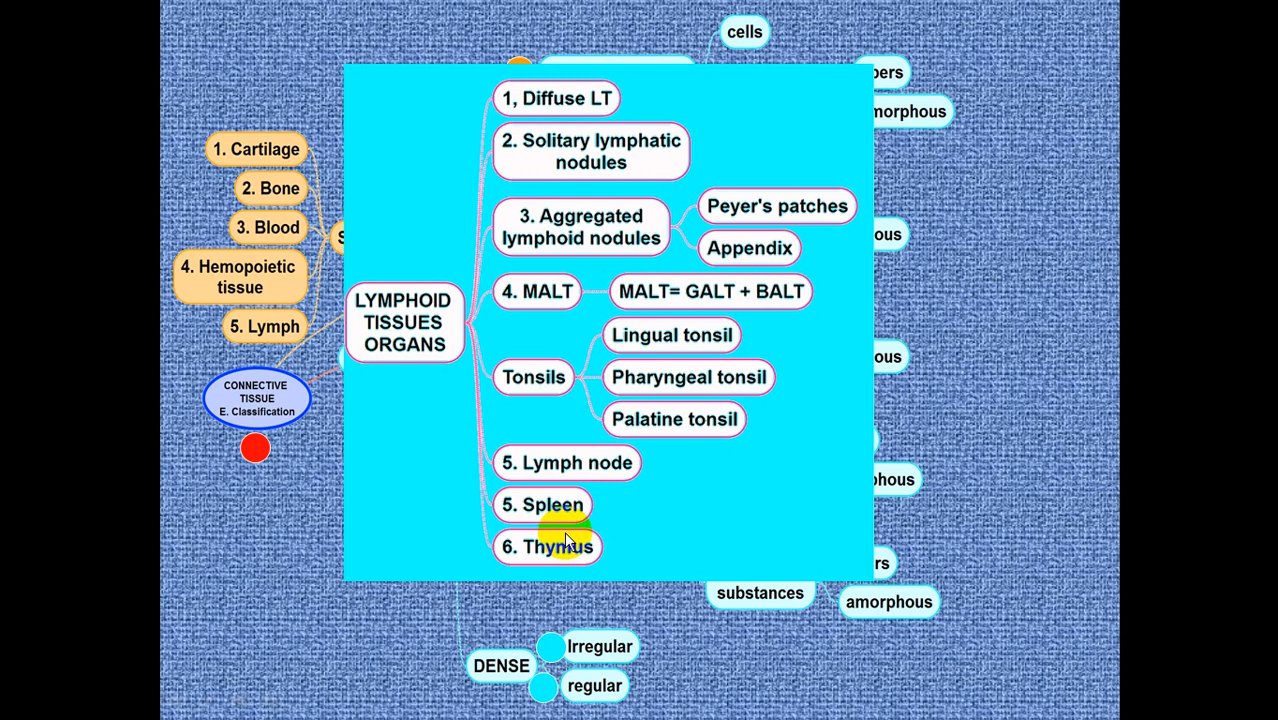 cells
bers
morphous
1. Cartilage
2. Bone
3. Blood
4. Hemopoietic
tissue
5. Lymph
S
CONNECTIVE
TISSUE
E. Classification
LYMPHOID
TISSUES
ORGANS
1, Diffuse LT
2. Solitary lymphatic
nodules
3. Aggregated
lymphoid nodules
Peyer's patches
Appendix
4. MALT
MALT= GALT + BALT
Tonsils
Lingual tonsil
Pharyngeal tonsil
Palatine tonsil
5. Lymph node
5. Spleen
6. Thymus
ous
ous
phous
rs
substances
amorphous
DENSE
Irregular
regular